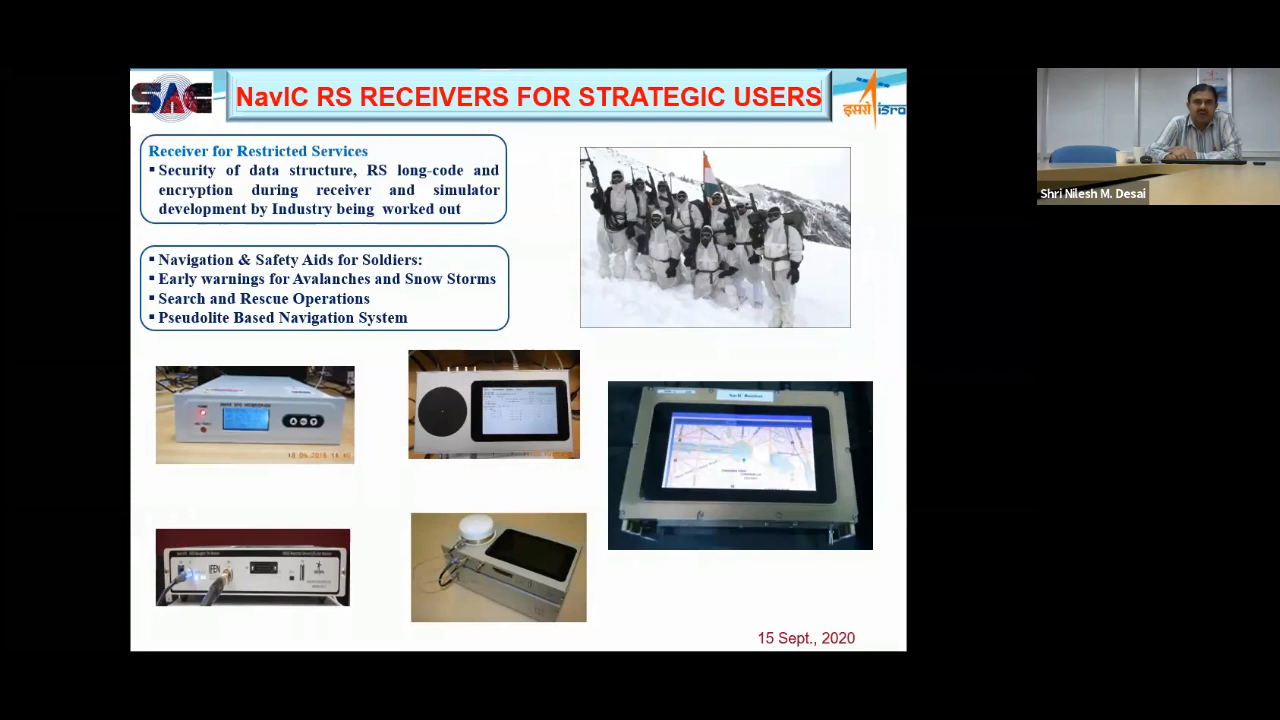 SAC
NavIC RS RECEIVERS FOR STRATEGIC USERS
इसरो isro
Receiver for Restricted Services
▪ Security of data structure, RS long-code and
encryption during receiver and simulator
development by Industry being worked out
▪ Navigation & Safety Aids for Soldiers:
▪ Early warnings for Avalanches and Snow Storms
▪ Search and Rescue Operations
▪ Pseudolite Based Navigation System
IFEN
15 Sept., 2020
Shri Nilesh M. Desai